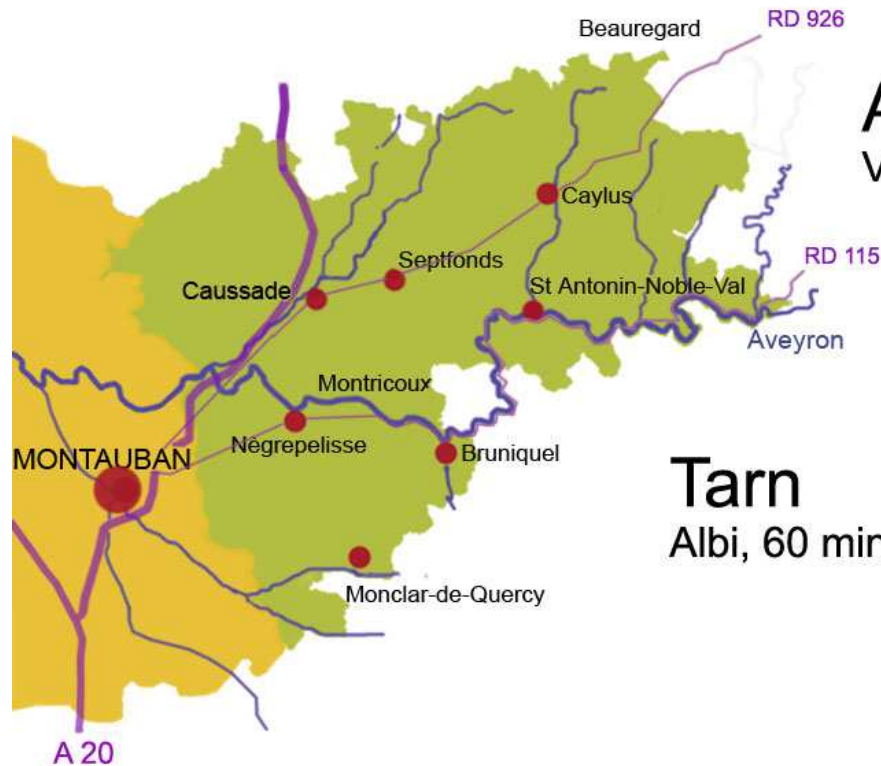 Beauregard
RD 926
A
V
Caylus
RD 115
Septfonds
Caussade
St Antonin-Noble-Val
Aveyron
Montricoux
Nêgrepelisse
MONTAUBAN
Bruniquel
Tarn
Albi, 60 min
Monclar-de-Quercy
A 20